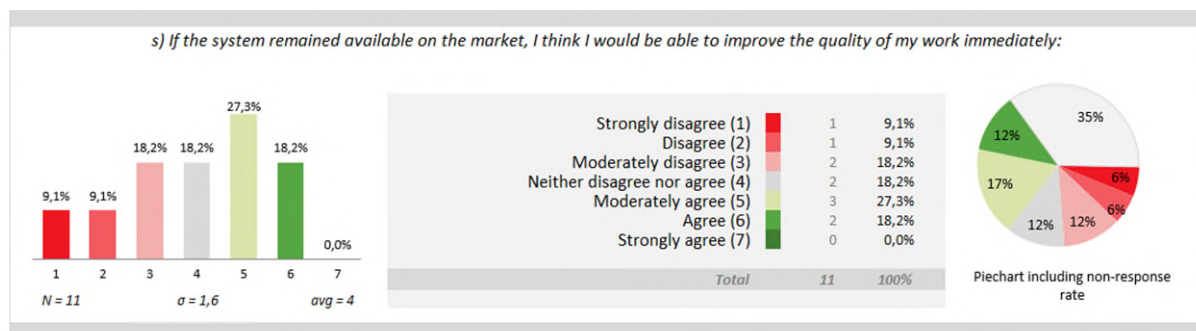 s) If the system remained available on the market, I think I would be able to improve the quality of my work immediately:
27,3%
18,2% 18,2% 18,2%
9,1% 9,1%
0,0%
1 2 3 4 5 6 7
N = 11 σ = 1,6 avg = 4
Strongly disagree (1) 1 9,1%
Disagree (2) 1 9,1%
Moderately disagree (3) 2 18,2%
Neither disagree nor agree (4) 2 18,2%
Moderately agree (5) 3 27,3%
Agree (6) 2 18,2%
Strongly agree (7) 0 0,0%
Total 11 100%
35%
12%
6%
17%
6%
12%
12%
Piechart including non-response
rate